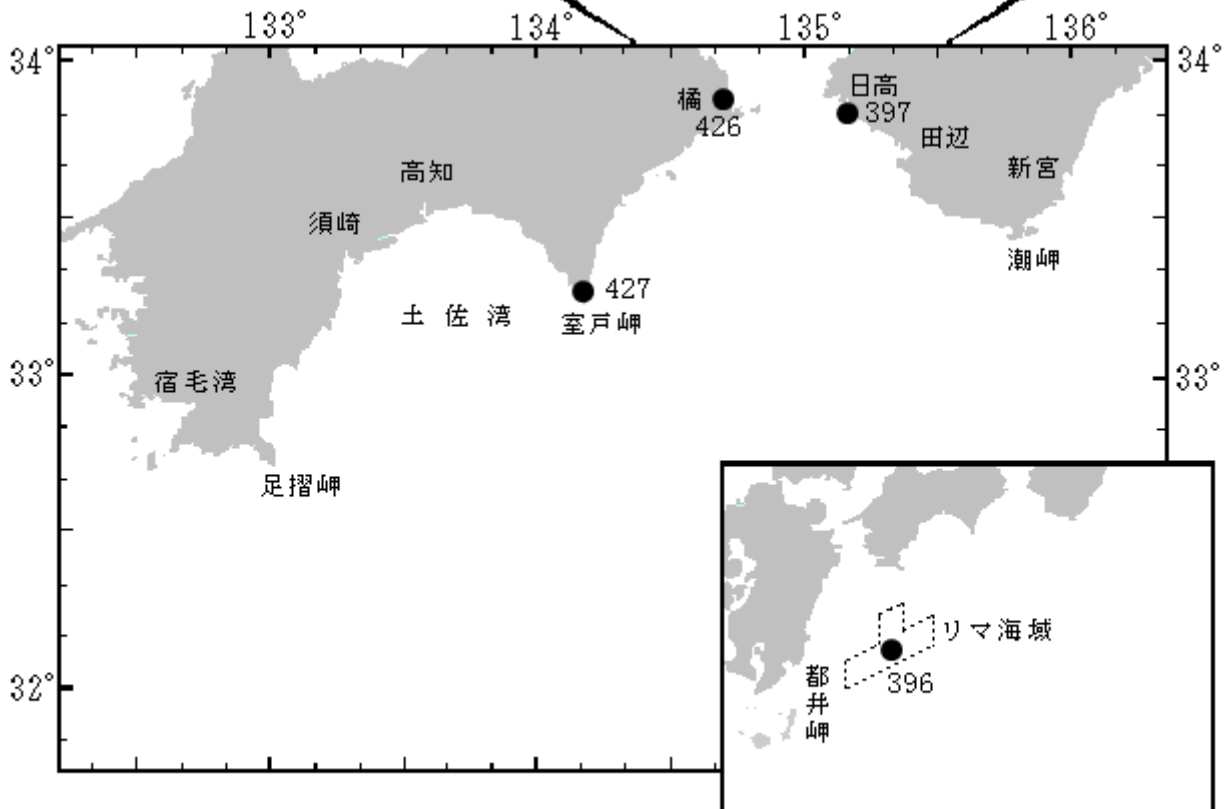 133° 134° 135° 136°
34° 34°
日高
橘 397
426
田辺
高知 新宮
須崎
潮岬
427
土佐湾 室戸岬
33° 33°
宿毛湾
足摺岬
リマ海域
396
32°
都井岬